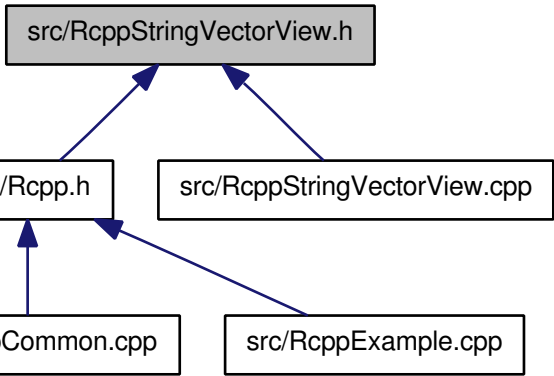 src/RcppStringVectorView.h
/Rcpp.h
src/RcppStringVectorView.cpp
Common.cpp
src/RcppExample.cpp